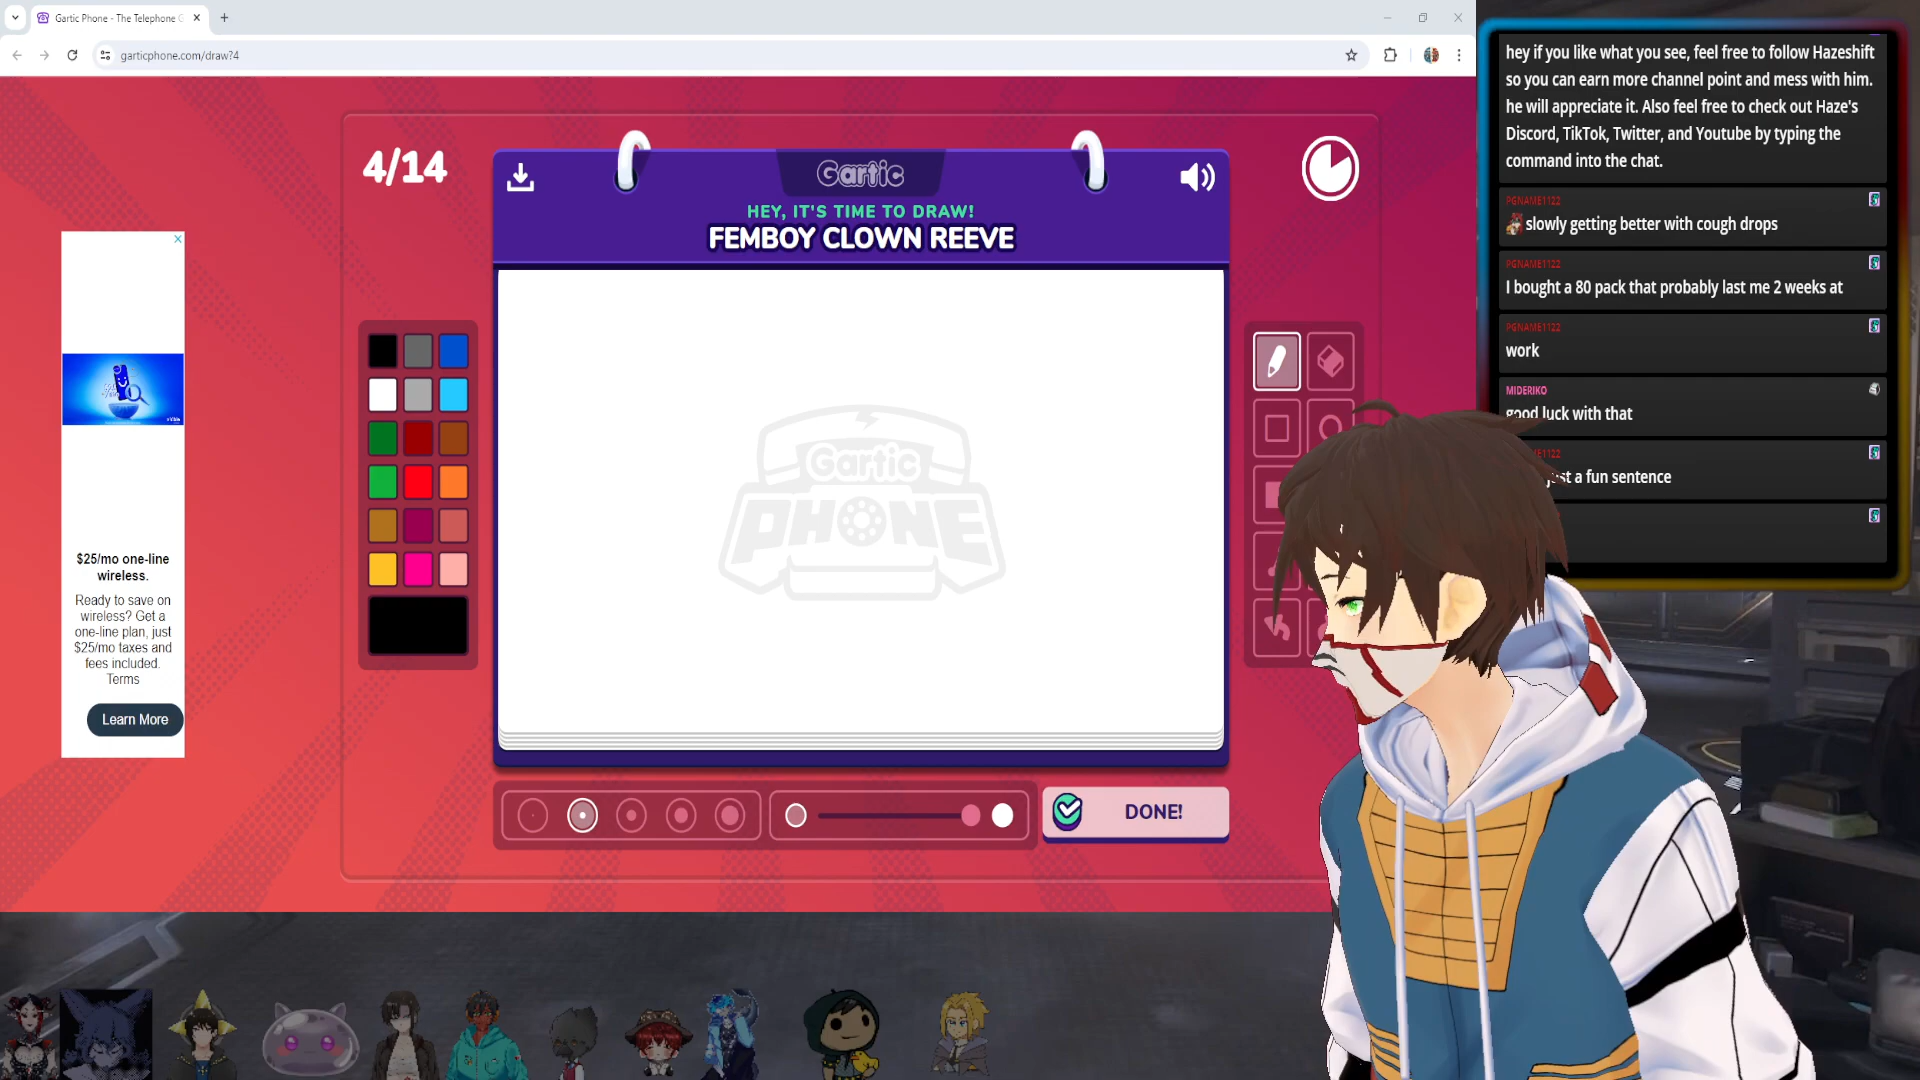 Gartic Phone - The Telephone G
garticphone.com/draw?4
4/14
Gartic
HEY, IT'S TIME TO DRAW!
FEMBOY CLOWN REEVE
Gartic
PHONE
$25/mo one-line
wireless.
Ready to save on
wireless? Get a
one-line plan, just
$25/mo taxes and
fees included.
Terms
Learn More
DONE!
hey if you like what you see, feel free to follow Hazeshift
so you can earn more channel point and mess with him.
he will appreciate it. Also feel free to check out Haze's
Discord, TikTok, Twitter, and Youtube by typing the
command into the chat.
PGNAME1122
slowly getting better with cough drops
PGNAME1122
I bought a 80 pack that probably last me 2 weeks at
PGNAME1122
work
MIDERIKO
good luck with that
E1122
just a fun sentence